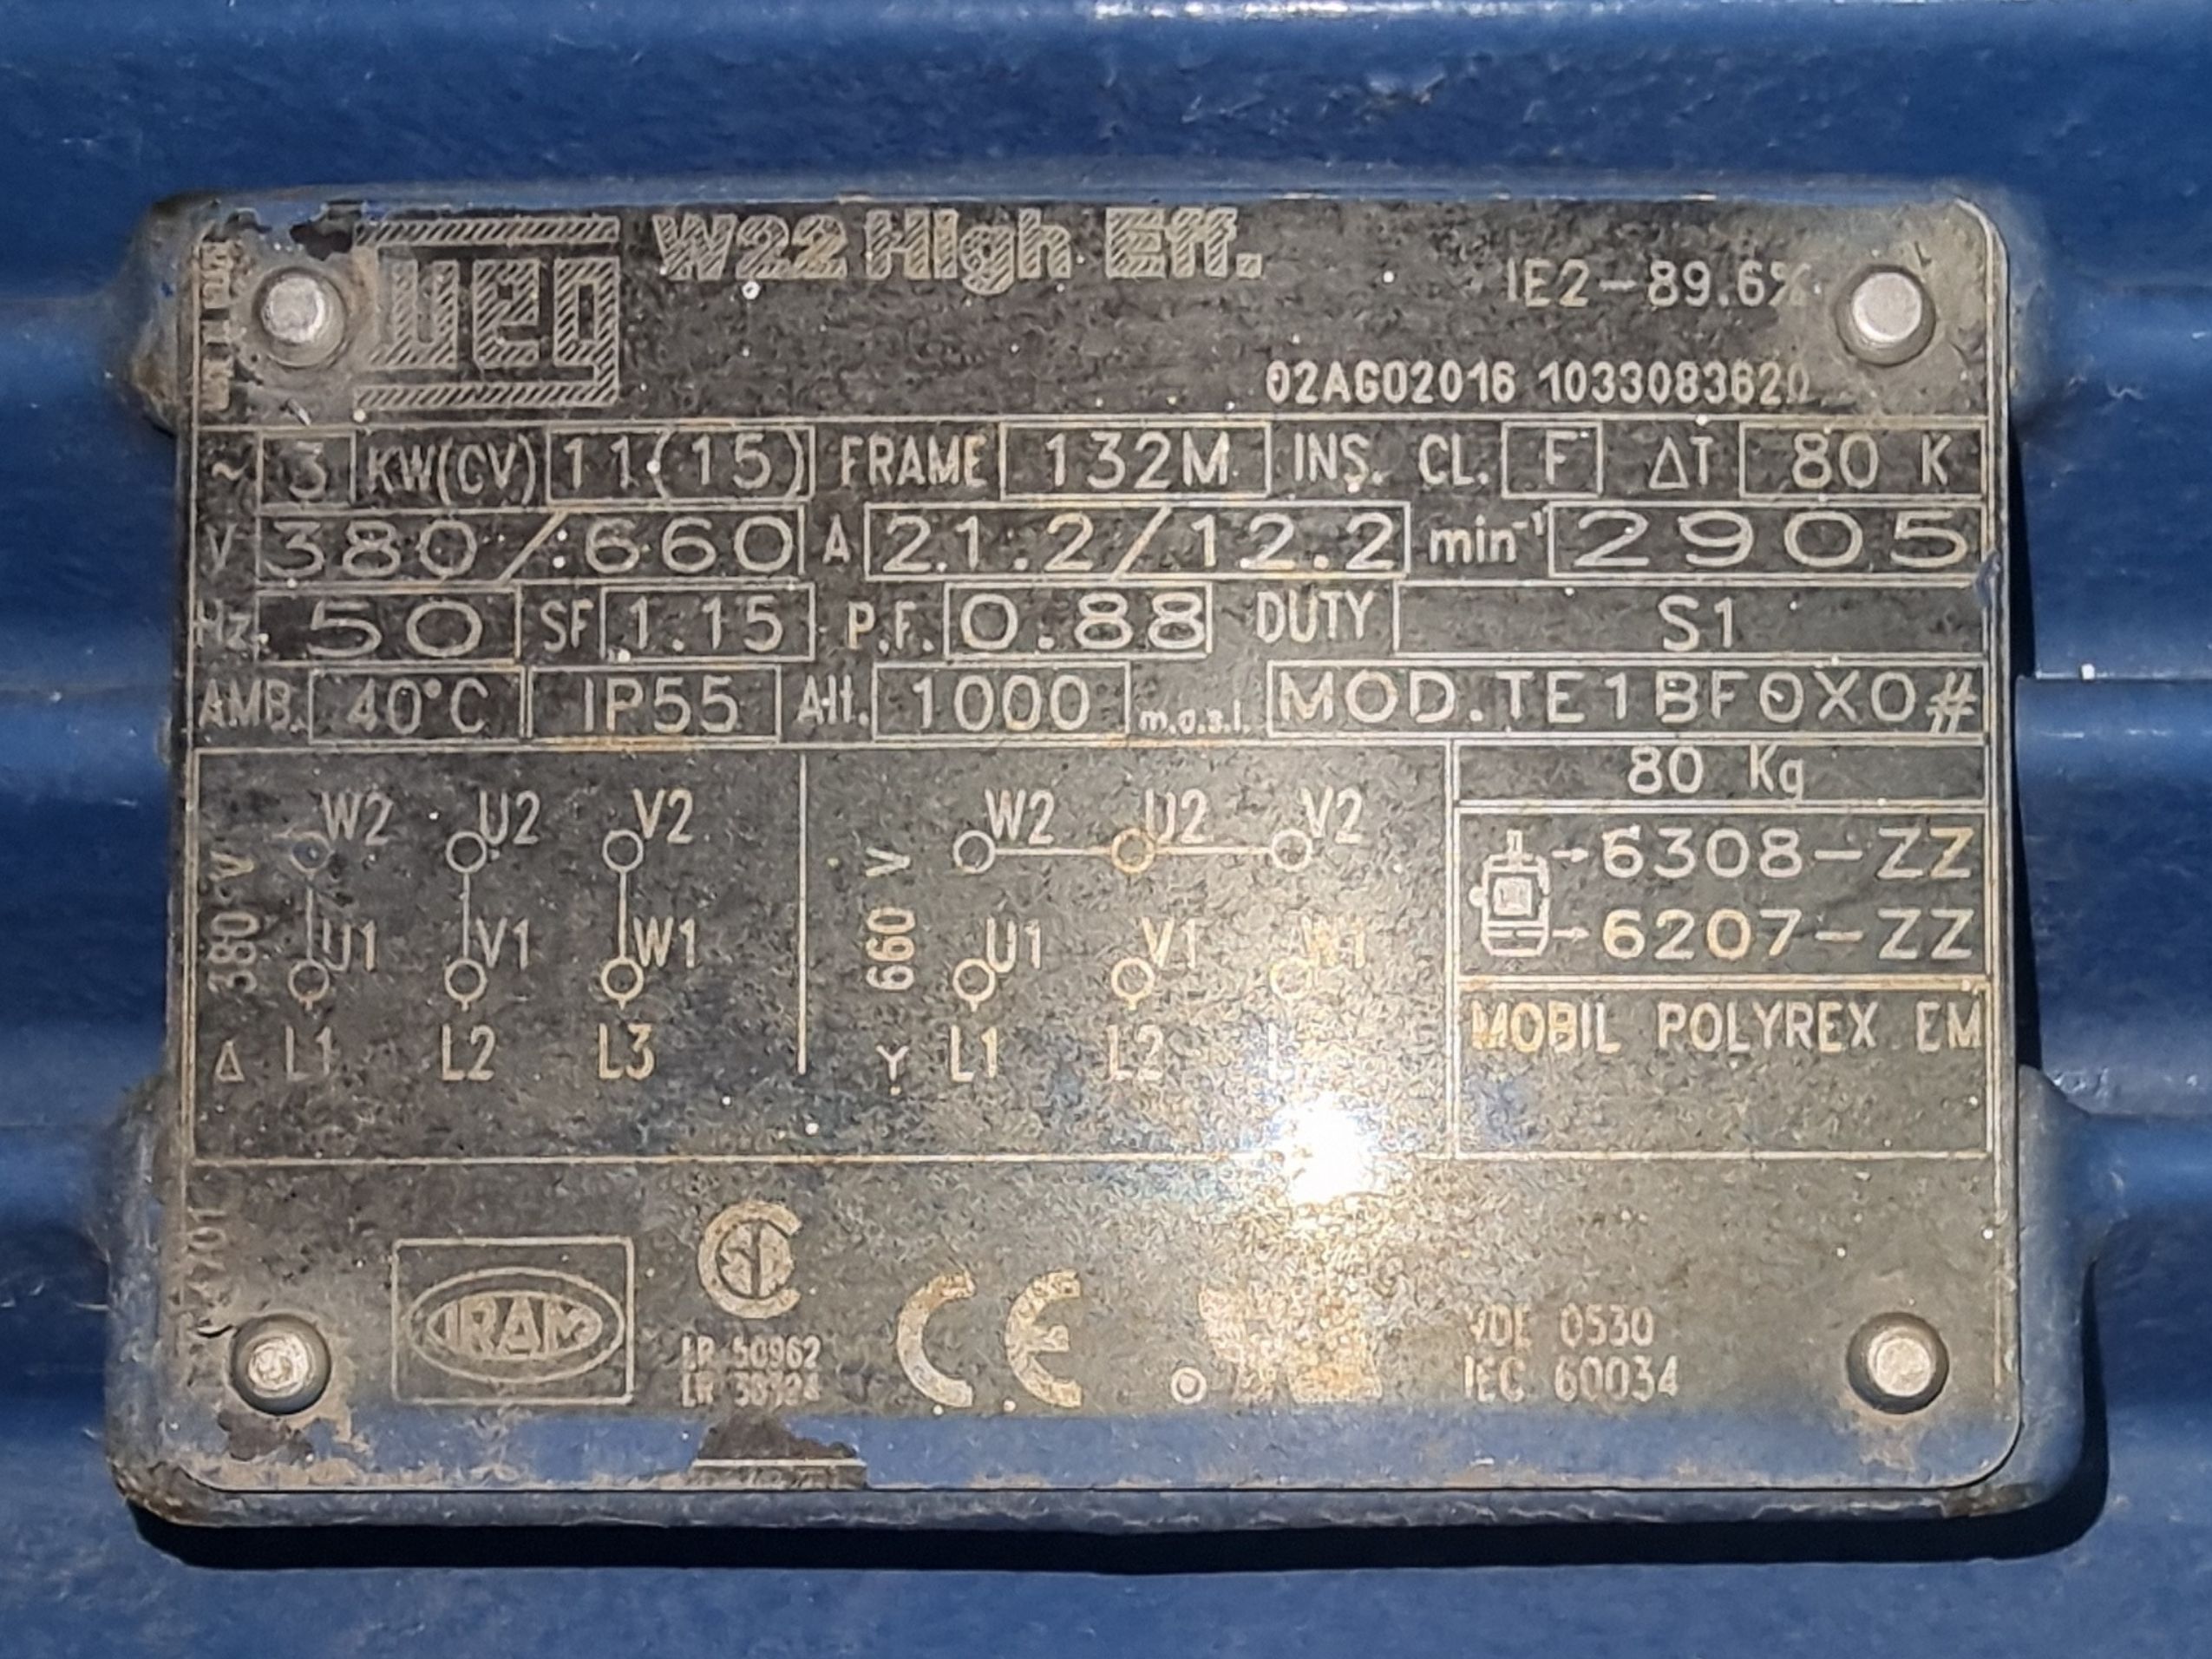 weg W22 High Eff.
IE2-89.6%
02AGO2016 1033083620
~ 3 KW(CV) 11(15) FRAME 132M INS. CL. F ΔT 80 K
V 380/660 A 21.2/12.2 min⁻¹ 2905
Hz. 50 SF 1.15 P.F. 0.88 DUTY S1
AMB. 40°C IP55 Alt. 1000 m.a.s.l. MOD.TE1BF0X0#
80 Kg
W2 U2 V2
380 V
U1 V1 W1
Δ L1 L2 L3
W2 U2 V2
660 V
U1 V1 W1
Y L1 L2
6308-ZZ
6207-ZZ
MOBIL POLYREX EM
IRAM
LR 50962
CE
VDE 0530
IEC 60034